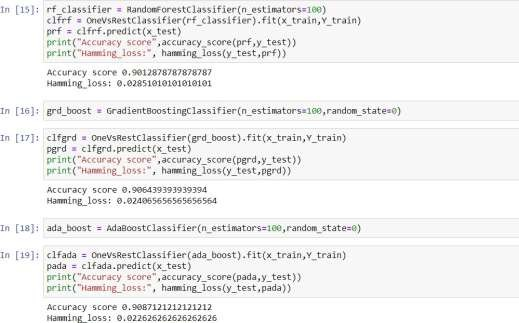 In [15]: rf_classifier = RandomForestClassifier(n_estimators=100)
clfrf = OneVsRestClassifier(rf_classifier).fit(x_train,Y_train)
prf = clfrf.predict(x_test)
print("Accuracy score",accuracy_score(prf,y_test))
print("Hamming_loss:", hamming_loss(y_test,prf))
Accuracy score 0.9012878787878787
Hamming_loss: 0.02851010101010101
In [16]: grd_boost = GradientBoostingClassifier(n_estimators=100,random_state=0)
In [17]: clfgrd = OneVsRestClassifier(grd_boost).fit(x_train,Y_train)
pgrd = clfgrd.predict(x_test)
print("Accuracy score",accuracy_score(pgrd,y_test))
print("Hamming_loss:", hamming_loss(y_test,pgrd))
Accuracy score 0.906439393939394
Hamming_loss: 0.024065656565656564
In [18]: ada_boost = AdaBoostClassifier(n_estimators=100,random_state=0)
In [19]: clfada = OneVsRestClassifier(ada_boost).fit(x_train,Y_train)
pada = clfada.predict(x_test)
print("Accuracy score",accuracy_score(pada,y_test))
print("Hamming_loss:", hamming_loss(y_test,pada))
Accuracy score 0.9087121212121212
Hamming_loss: 0.022626262626262626